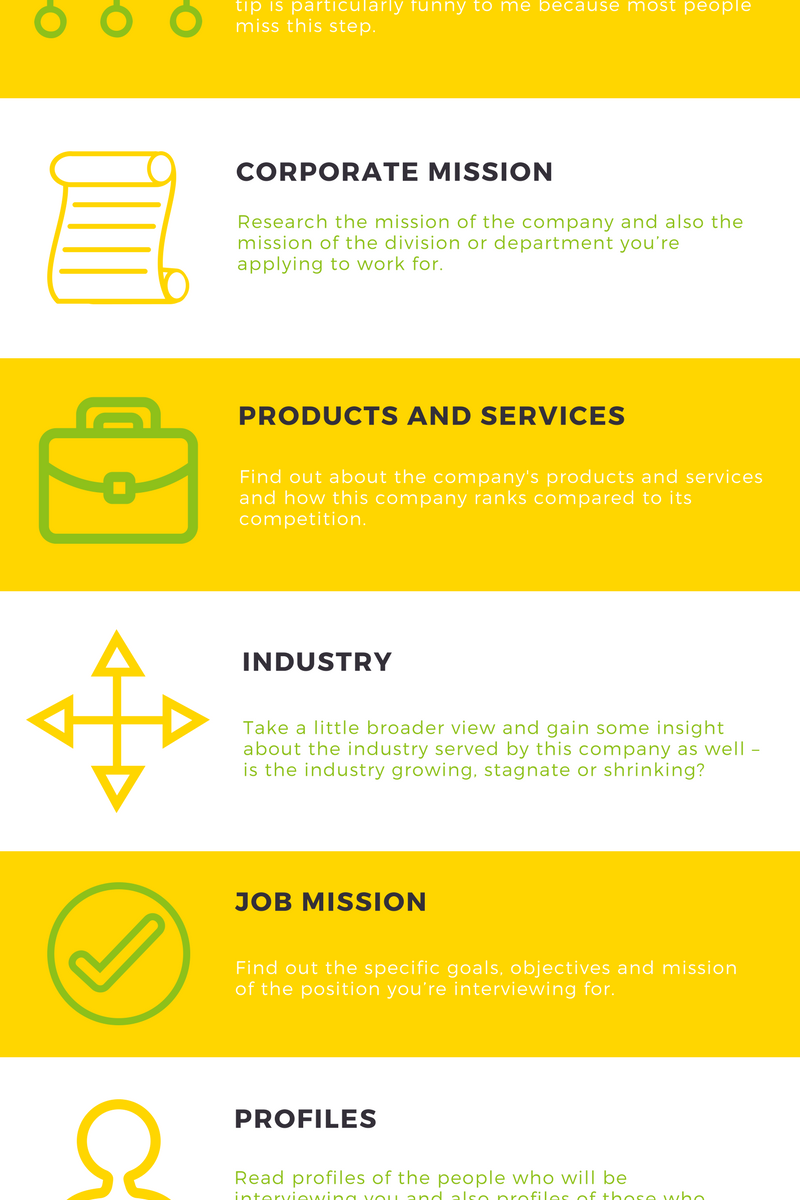 tip is particularly funny to me because most people
miss this step.
CORPORATE MISSION
Research the mission of the company and also the
mission of the division or department you're
applying to work for.
PRODUCTS AND SERVICES
Find out about the company's products and services
and how this company ranks compared to its
competition.
INDUSTRY
Take a little broader view and gain some insight
about the industry served by this company as well –
is the industry growing, stagnate or shrinking?
JOB MISSION
Find out the specific goals, objectives and mission
of the position you're interviewing for.
PROFILES
Read profiles of the people who will be
interviewing you and also profiles of those who